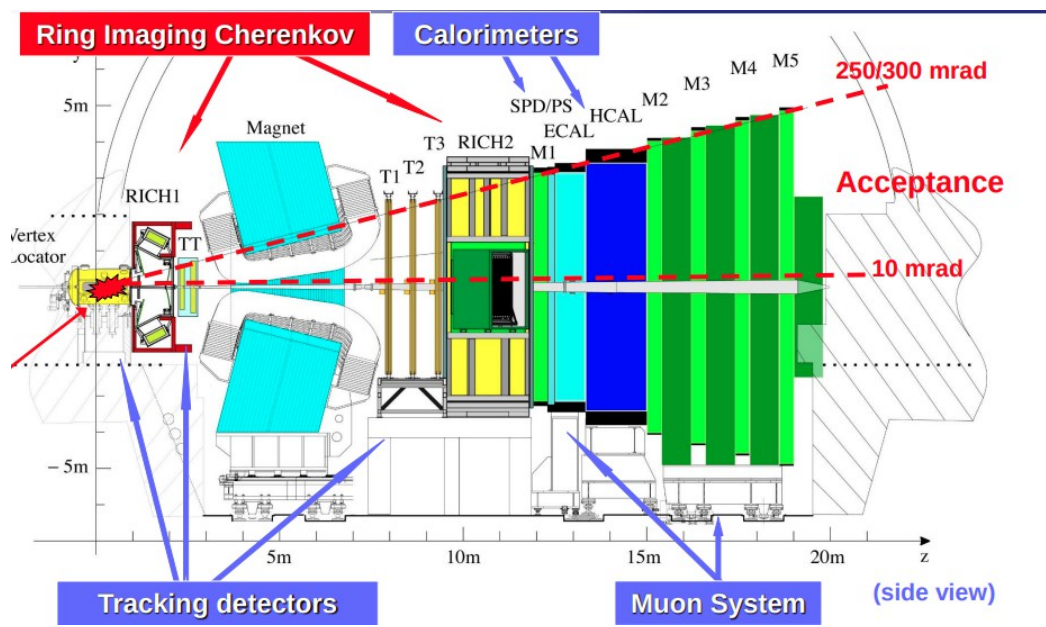 Ring Imaging Cherenkov
Calorimeters
y
5m
250/300 mrad
M5
M4
M3
M2
SPD/PS
HCAL
ECAL
Magnet
T3
RICH2
M1
T2
T1
Acceptance
RICH1
TT
Vertex
Locator
10 mrad
−5m
5m
10m
15m
20m
z
Tracking detectors
Muon System
(side view)